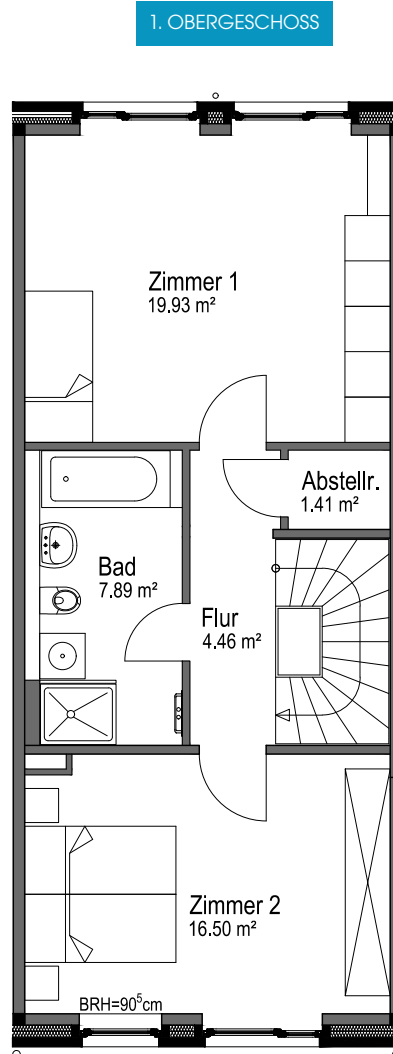 1. OBERGESCHOSS
Zimmer 1
19.93 m²
Abstellr.
1.41 m²
Bad
7.89 m²
Flur
4.46 m²
Zimmer 2
16.50 m²
BRH=90⁵cm